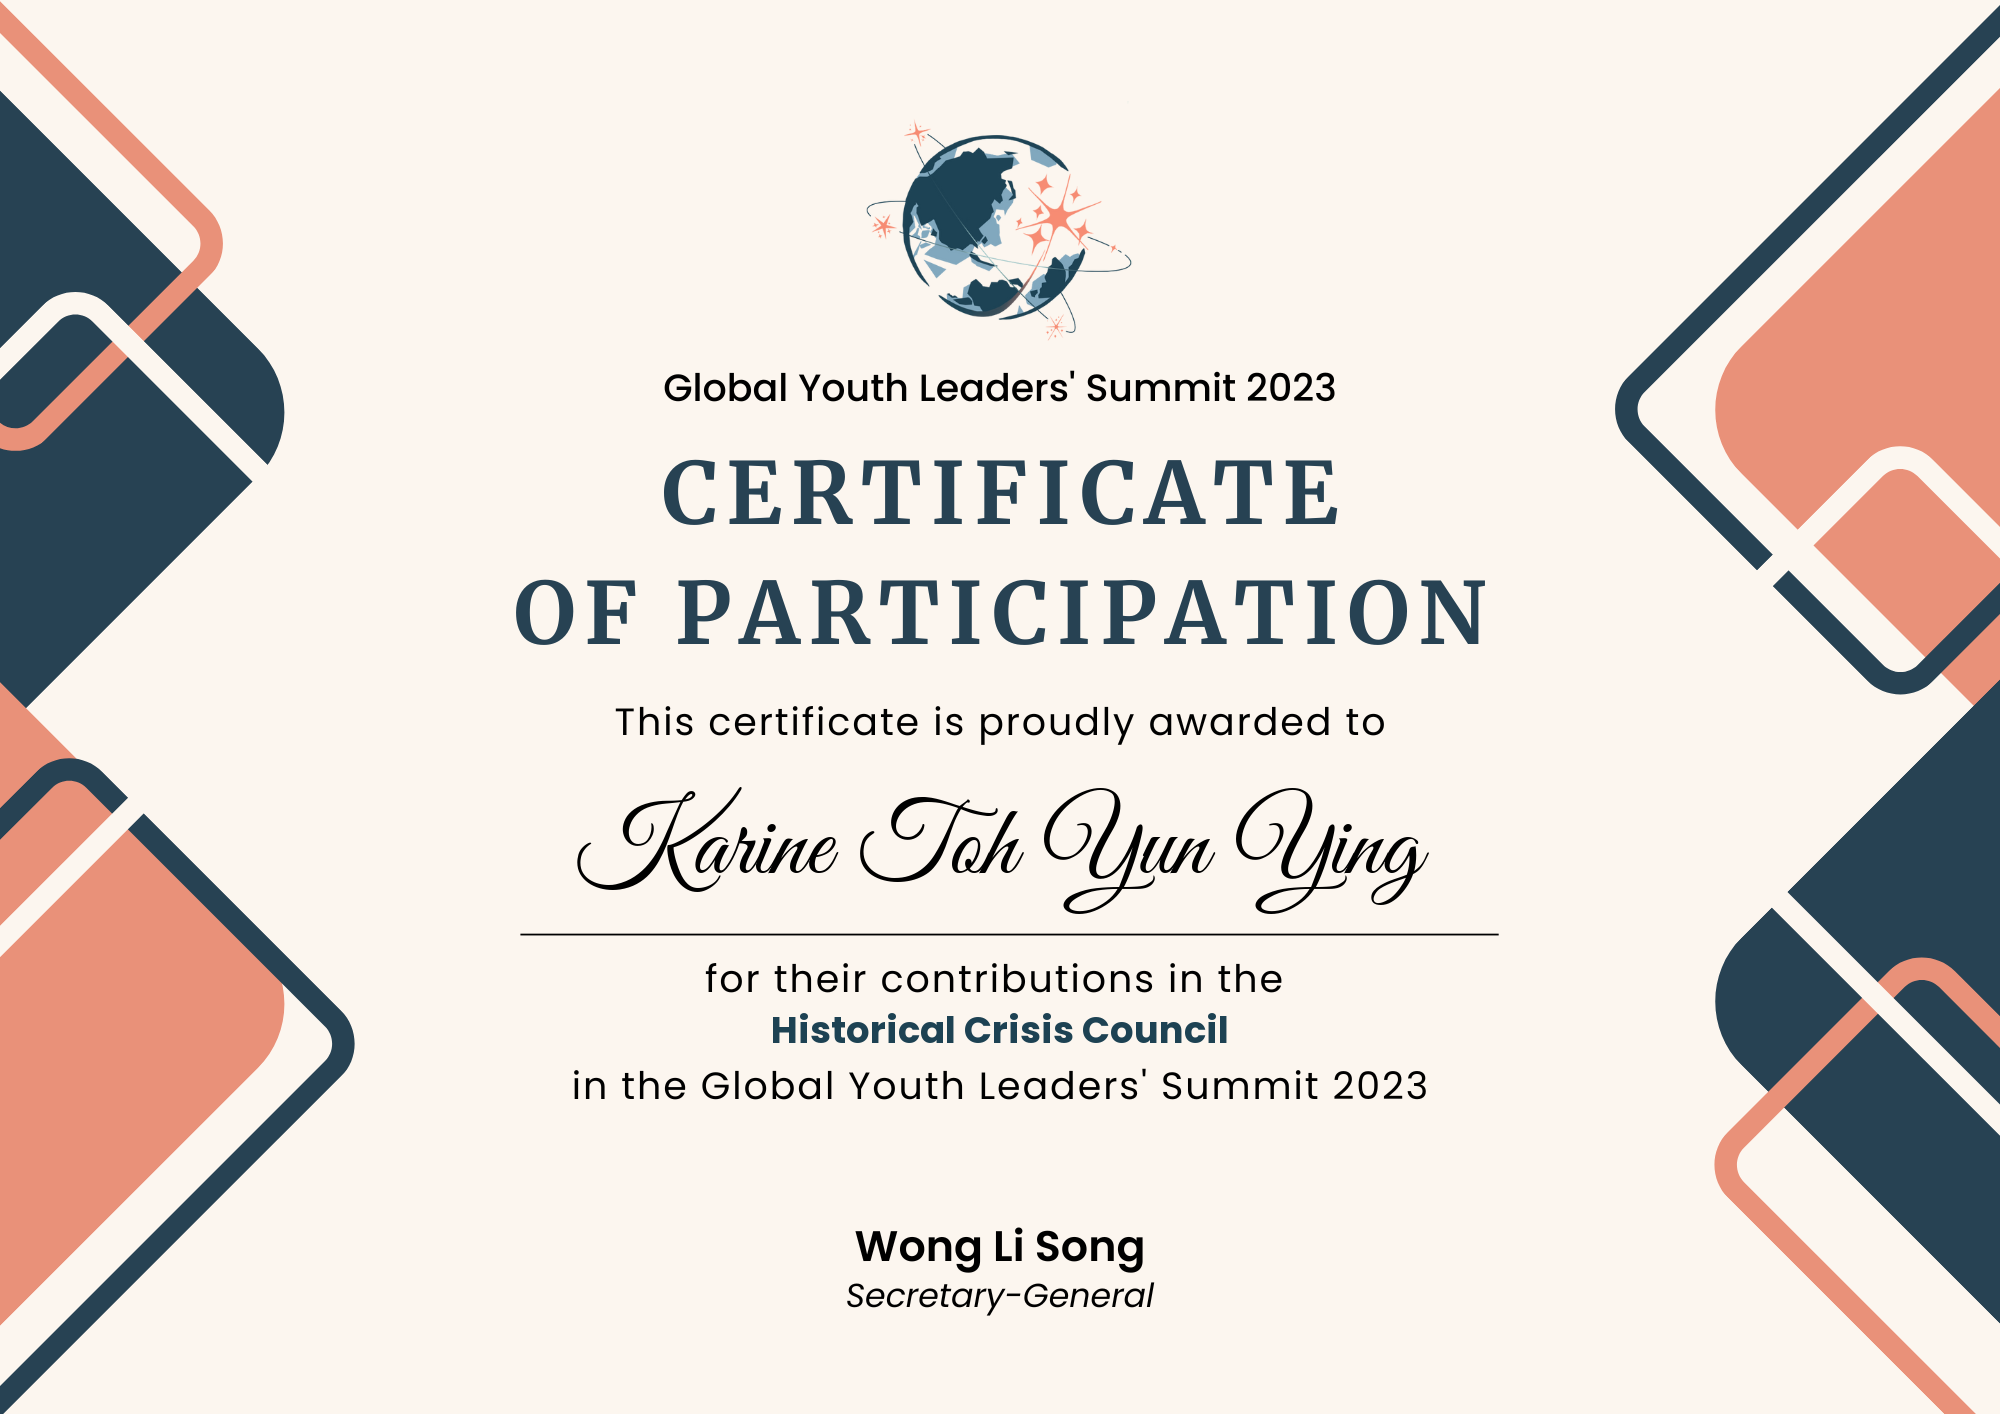 Global Youth Leaders' Summit 2023
CERTIFICATE
OF PARTICIPATION
This certificate is proudly awarded to
Karine Toh Yun Ying
for their contributions in the
Historical Crisis Council
in the Global Youth Leaders' Summit 2023
Wong Li Song
Secretary-General